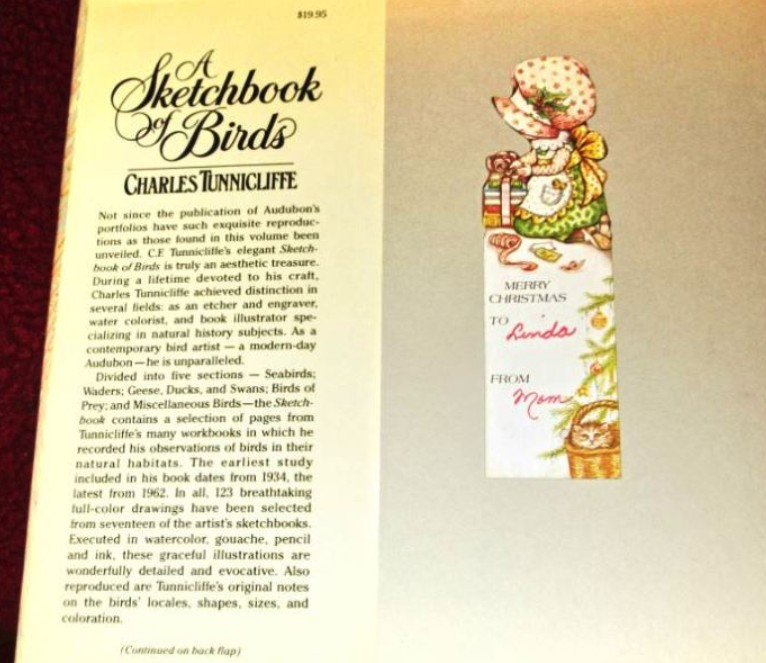 $19.95
A
Sketchbook
of Birds
CHARLES TUNNICLIFFE
Not since the publication of Audubon's
portfolios have such exquisite reproduc-
tions as those found in this volume been
unveiled. C.F. Tunnicliffe's elegant Sketch-
book of Birds is truly an aesthetic treasure.
During a lifetime devoted to his craft,
Charles Tunnicliffe achieved distinction in
several fields: as an etcher and engraver,
water colorist, and book illustrator spe-
cializing in natural history subjects. As a
contemporary bird artist — a modern-day
Audubon — he is unparalleled.
Divided into five sections — Seabirds;
Waders; Geese, Ducks, and Swans; Birds of
Prey; and Miscellaneous Birds — the Sketch-
book contains a selection of pages from
Tunnicliffe's many workbooks in which he
recorded his observations of birds in their
natural habitats. The earliest study
included in his book dates from 1934, the
latest from 1962. In all, 123 breathtaking
full-color drawings have been selected
from seventeen of the artist's sketchbooks.
Executed in watercolor, gouache, pencil
and ink, these graceful illustrations are
wonderfully detailed and evocative. Also
reproduced are Tunnicliffe's original notes
on the birds' locales, shapes, sizes, and
coloration.
(Continued on back flap)
MERRY
CHRISTMAS
TO Linda
FROM
Mom